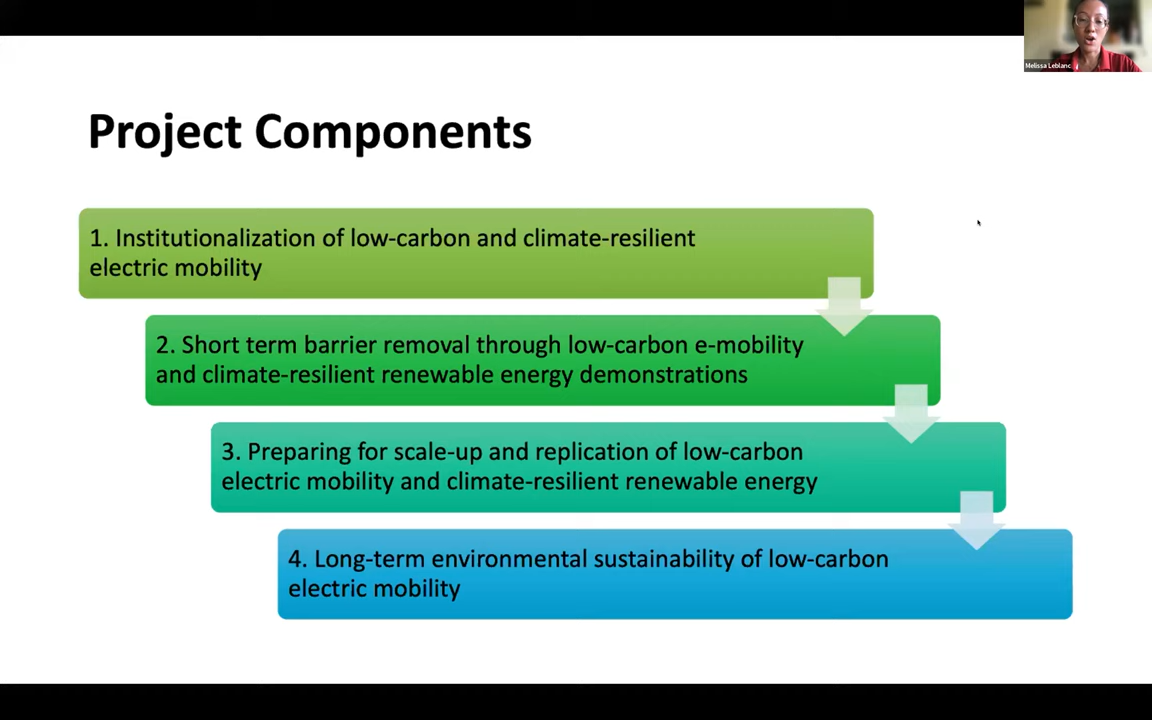 Melissa Leblanc
Project Components
1. Institutionalization of low-carbon and climate-resilient
electric mobility
2. Short term barrier removal through low-carbon e-mobility
and climate-resilient renewable energy demonstrations
3. Preparing for scale-up and replication of low-carbon
electric mobility and climate-resilient renewable energy
4. Long-term environmental sustainability of low-carbon
electric mobility